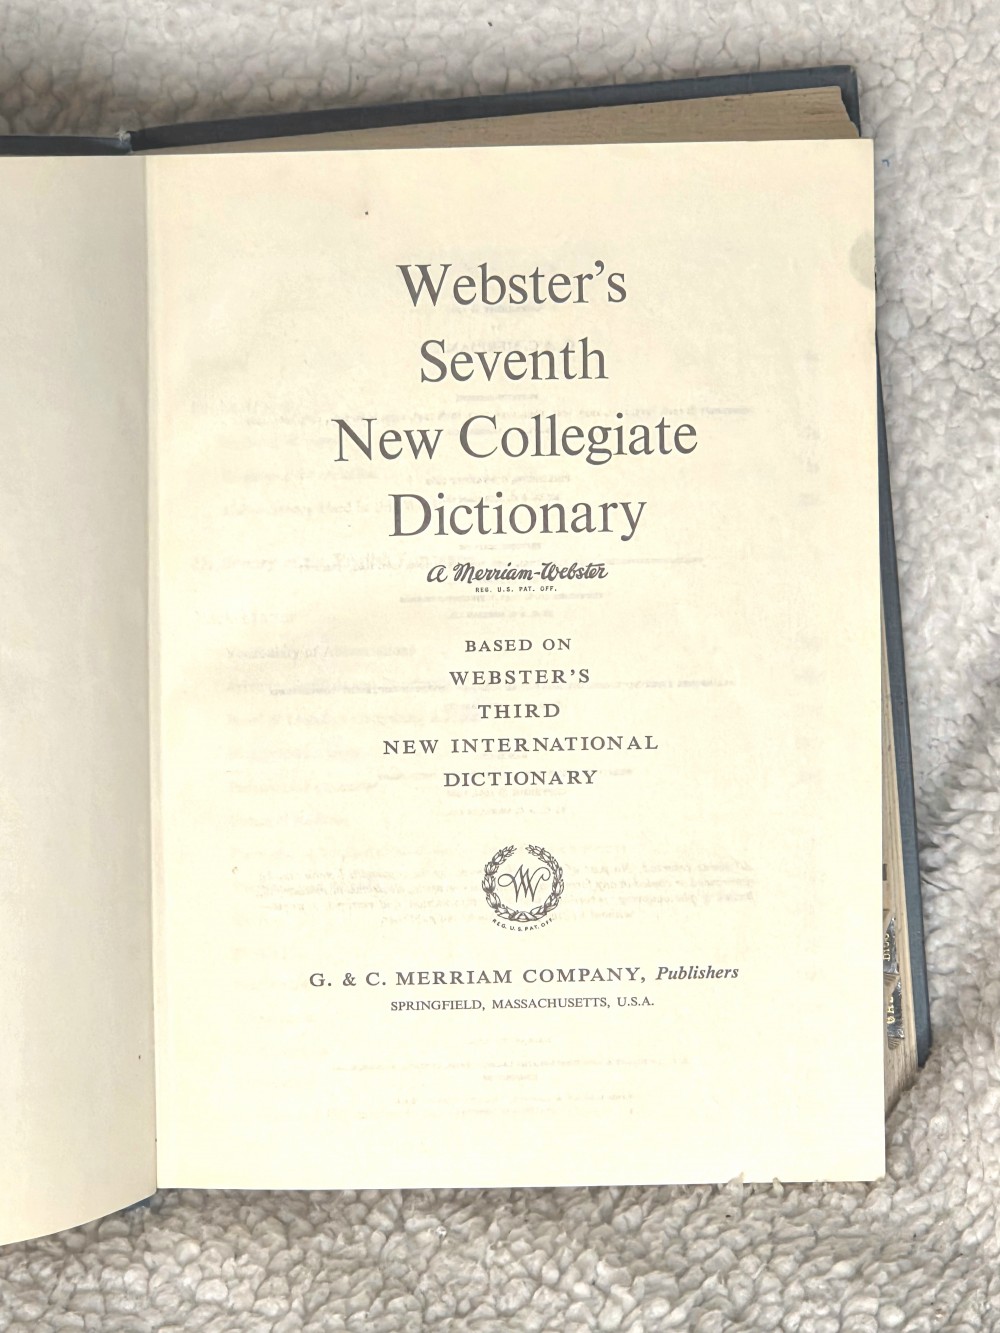 Webster's
Seventh
New Collegiate
Dictionary
A Merriam-Webster
REG. U.S. PAT. OFF.
BASED ON
WEBSTER'S
THIRD
NEW INTERNATIONAL
DICTIONARY
W
REG. U.S. PAT. OFF.
G. & C. MERRIAM COMPANY, Publishers
SPRINGFIELD, MASSACHUSETTS, U.S.A.